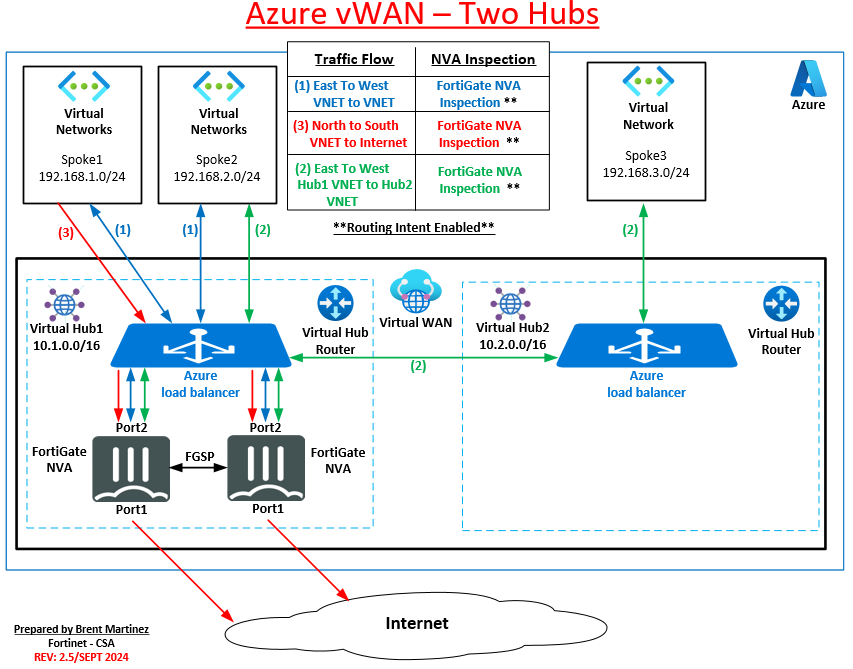 Azure vWAN – Two Hubs
Traffic Flow
NVA Inspection
(1) East To West
VNET to VNET
FortiGate NVA
Inspection **
(3) North to South
VNET to Internet
FortiGate NVA
Inspection **
(2) East To West
Hub1 VNET to Hub2
VNET
FortiGate NVA
Inspection **
**Routing Intent Enabled**
Virtual
Networks
Spoke1
192.168.1.0/24
Virtual
Networks
Spoke2
192.168.2.0/24
Virtual
Network
Spoke3
192.168.3.0/24
Azure
(3)
(1)
(1)
(2)
(2)
Virtual Hub1
10.1.0.0/16
Virtual Hub
Router
Virtual WAN
Virtual Hub2
10.2.0.0/16
Virtual Hub
Router
Azure
load balancer
(2)
Azure
load balancer
Port2
Port2
FortiGate
NVA
FGSP
FortiGate
NVA
Port1
Port1
Internet
Prepared by Brent Martinez
Fortinet - CSA
REV: 2.5/SEPT 2024